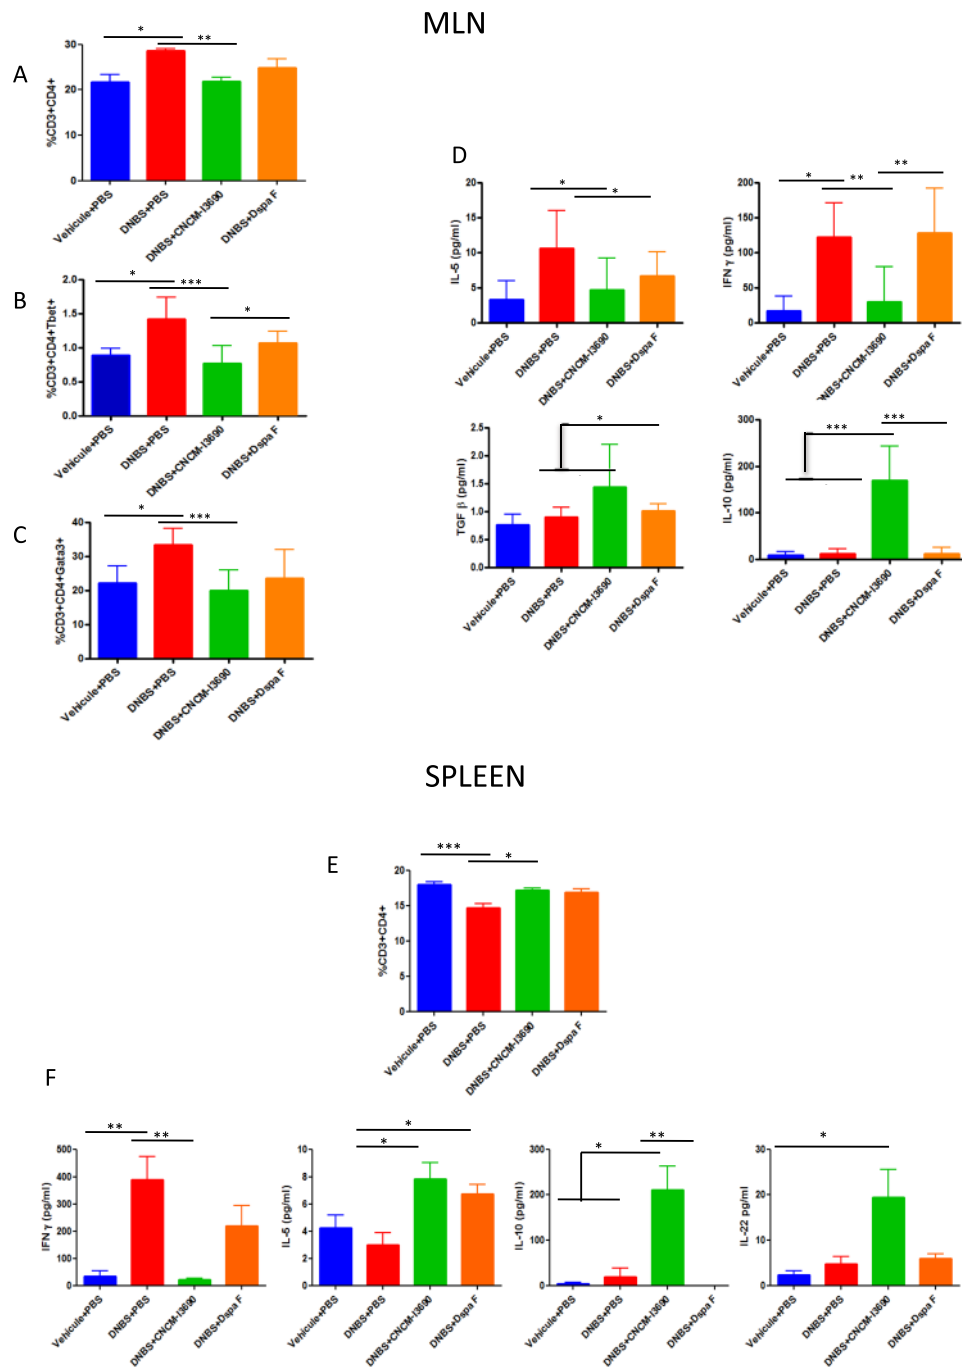 MLN
A
%CD3+CD4+
30
20
10
0
* **
Vehicule+PBS
DNBS+PBS
DNBS+CNCM-I3690
DNBS+Dspa F
B
%CD3+CD4+Tbet+
2.0
1.5
1.0
0.5
0.0
* *** *
Vehicule+PBS
DNBS+PBS
DNBS+CNCM-I3690
DNBS+Dspa F
C
%CD3+CD4+Gata3+
40
30
20
10
0
* ***
Vehicule+PBS
DNBS+PBS
DNBS+CNCM-I3690
DNBS+Dspa F
D
IL-5 (pg/ml)
15
10
5
0
* *
Vehicule+PBS
DNBS+PBS
DNBS+CNCM-I3690
DNBS+Dspa F
IFN γ (pg/ml)
200
150
100
50
0
* ** **
Vehicule+PBS
DNBS+PBS
DNBS+CNCM-I3690
DNBS+Dspa F
TGF β (pg/ml)
2.5
2.0
1.5
1.0
0.5
0.0
*
Vehicule+PBS
DNBS+PBS
DNBS+CNCM-I3690
DNBS+Dspa F
IL-10 (pg/ml)
300
200
100
0
*** ***
Vehicule+PBS
DNBS+PBS
DNBS+CNCM-I3690
DNBS+Dspa F
SPLEEN
E
%CD3+CD4+
20
15
10
5
0
*** *
Vehicule+PBS
DNBS+PBS
DNBS+CNCM-I3690
DNBS+Dspa F
F
IFN γ (pg/ml)
500
400
300
200
100
0
** **
Vehicule+PBS
DNBS+PBS
DNBS+CNCM-I3690
DNBS+Dspa F
IL-5 (pg/ml)
10
8
6
4
2
0
* *
Vehicule+PBS
DNBS+PBS
DNBS+CNCM-I3690
DNBS+Dspa F
IL-10 (pg/ml)
300
200
100
0
* **
Vehicule+PBS
DNBS+PBS
DNBS+CNCM-I3690
DNBS+Dspa F
IL-22 (pg/ml)
30
20
10
0
*
Vehicule+PBS
DNBS+PBS
DNBS+CNCM-I3690
DNBS+Dspa F